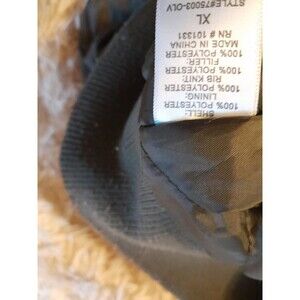 SHELL:
100% POLYESTER
LINING:
100% POLYESTER
RIB KNIT:
100% POLYESTER
FILLER:
100% POLYESTER
MADE IN CHINA
RN # 101331
XL
STYLE#75003-OLV